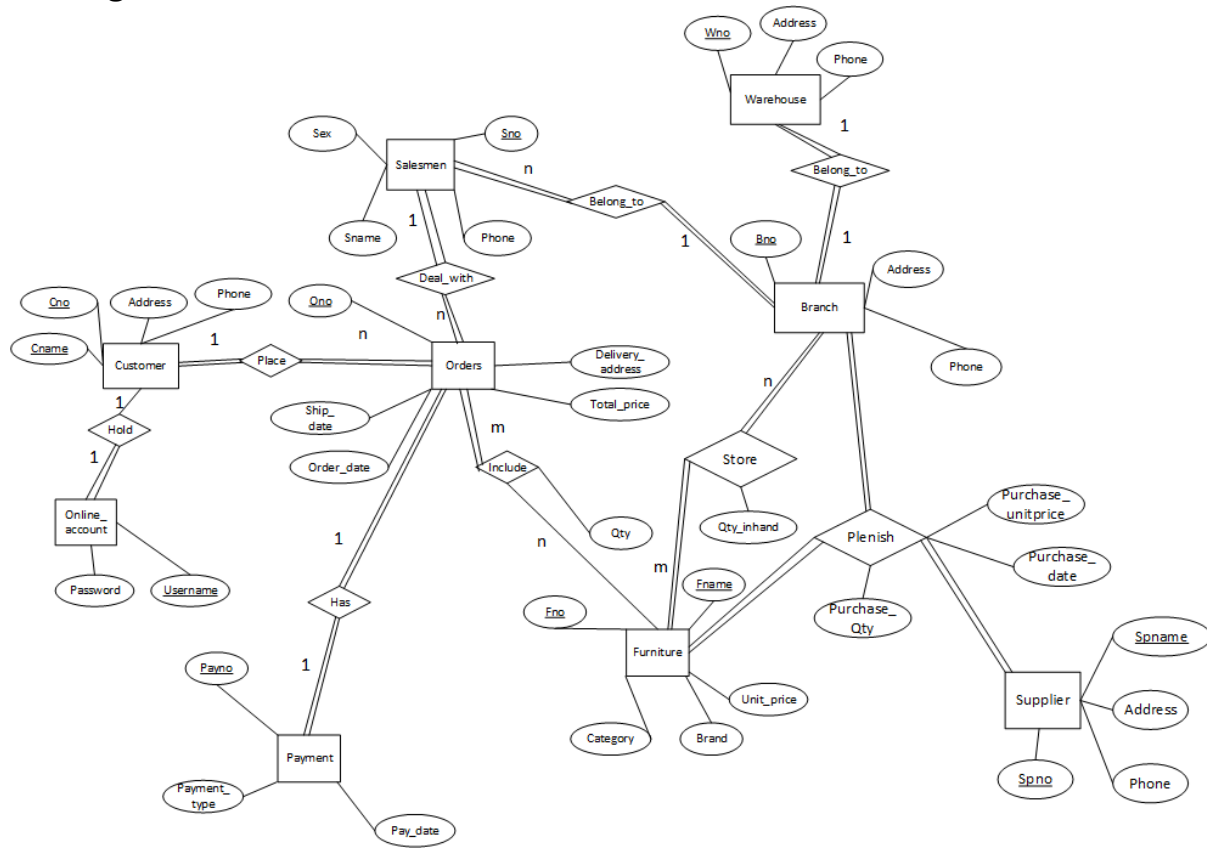 Wno
Address
Phone
Warehouse
1
Belong_to
1
Sex
Sno
Salesmen
n
Belong_to
1
Sname
Phone
1
Deal_with
n
Bno
Address
Branch
Phone
Cno
Address
Phone
Cname
Customer
1
Place
n
Ono
Orders
Delivery_
address
Total_price
Ship_
date
Order_date
1
Hold
1
Online_
account
Password
Username
m
Include
Qty
n
n
Store
Qty_inhand
m
Plenish
Purchase_
unitprice
Purchase_
date
Purchase_
Qty
1
Has
1
Fno
Fname
Furniture
Unit_price
Category
Brand
Spname
Supplier
Address
Spno
Phone
Payno
Payment
Payment_
type
Pay_date